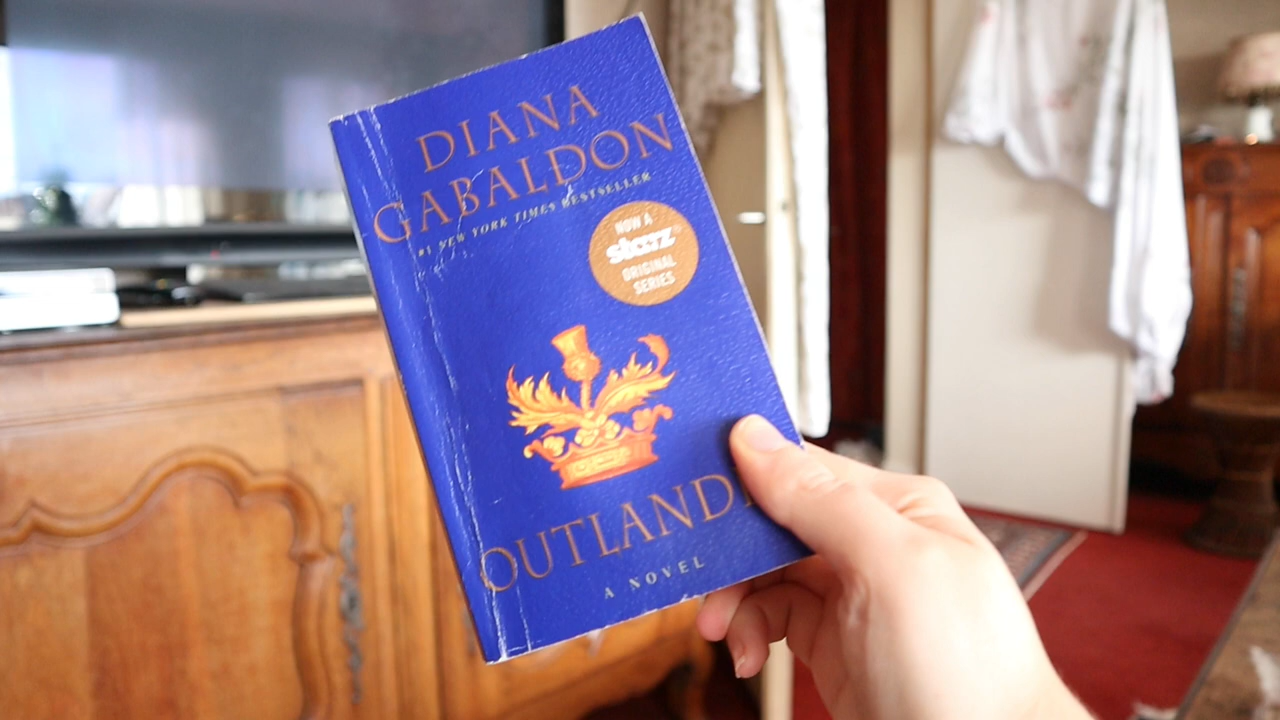 DIANA
GABALDON
#1 NEW YORK TIMES BESTSELLER
NOW A
starz
ORIGINAL
SERIES
OUTLAND
A NOVEL